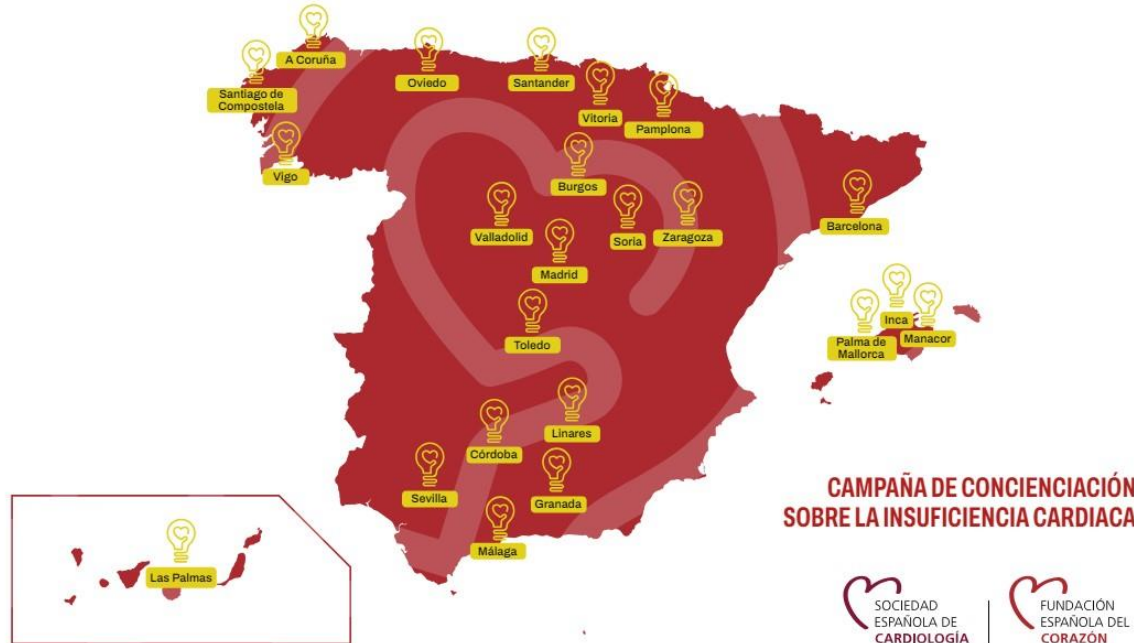 A Coruña
Santiago de
Compostela
Oviedo
Santander
Vitoria
Pamplona
Vigo
Burgos
Valladolid
Soria
Zaragoza
Barcelona
Madrid
Toledo
Inca
Palma de
Mallorca
Manacor
Linares
Córdoba
Sevilla
Granada
Málaga
Las Palmas
CAMPAÑA DE CONCIENCIACIÓN
SOBRE LA INSUFICIENCIA CARDIACA
SOCIEDAD
ESPAÑOLA DE
CARDIOLOGÍA
FUNDACIÓN
ESPAÑOLA DEL
CORAZÓN